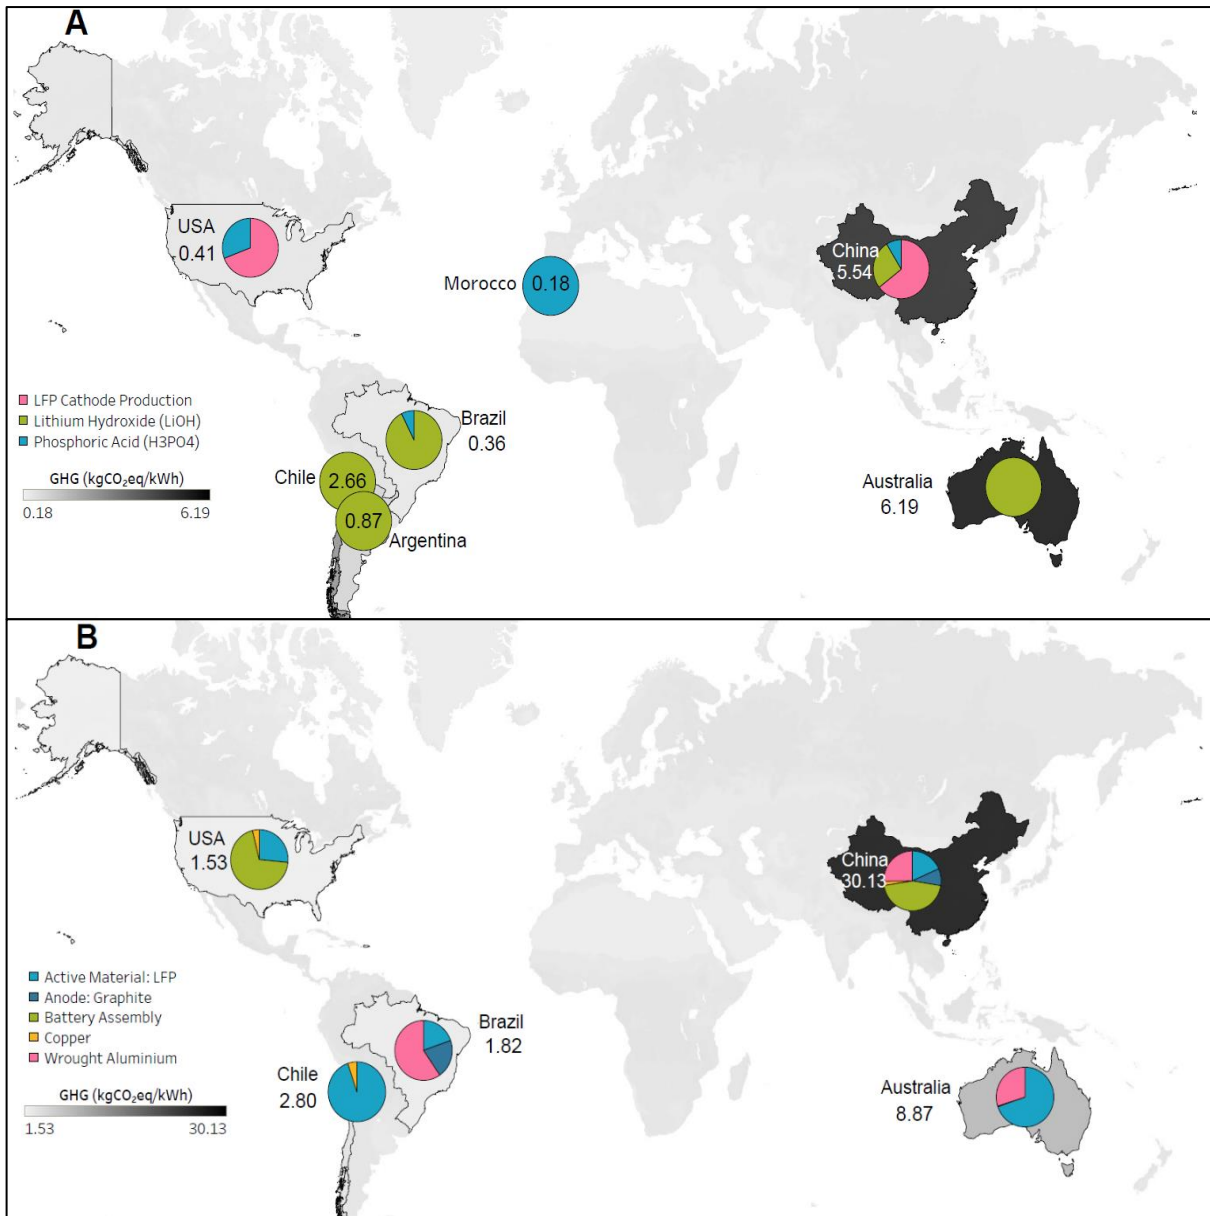 A
USA
0.41
Morocco
0.18
China
5.54
LFP Cathode Production
Lithium Hydroxide (LiOH)
Phosphoric Acid (H3PO4)
GHG (kgCO₂eq/kWh)
0.18 6.19
Brazil
0.36
Chile
2.66
0.87
Argentina
Australia
6.19
B
USA
1.53
China
30.13
Active Material: LFP
Anode: Graphite
Battery Assembly
Copper
Wrought Aluminium
GHG (kgCO₂eq/kWh)
1.53 30.13
Brazil
1.82
Chile
2.80
Australia
8.87